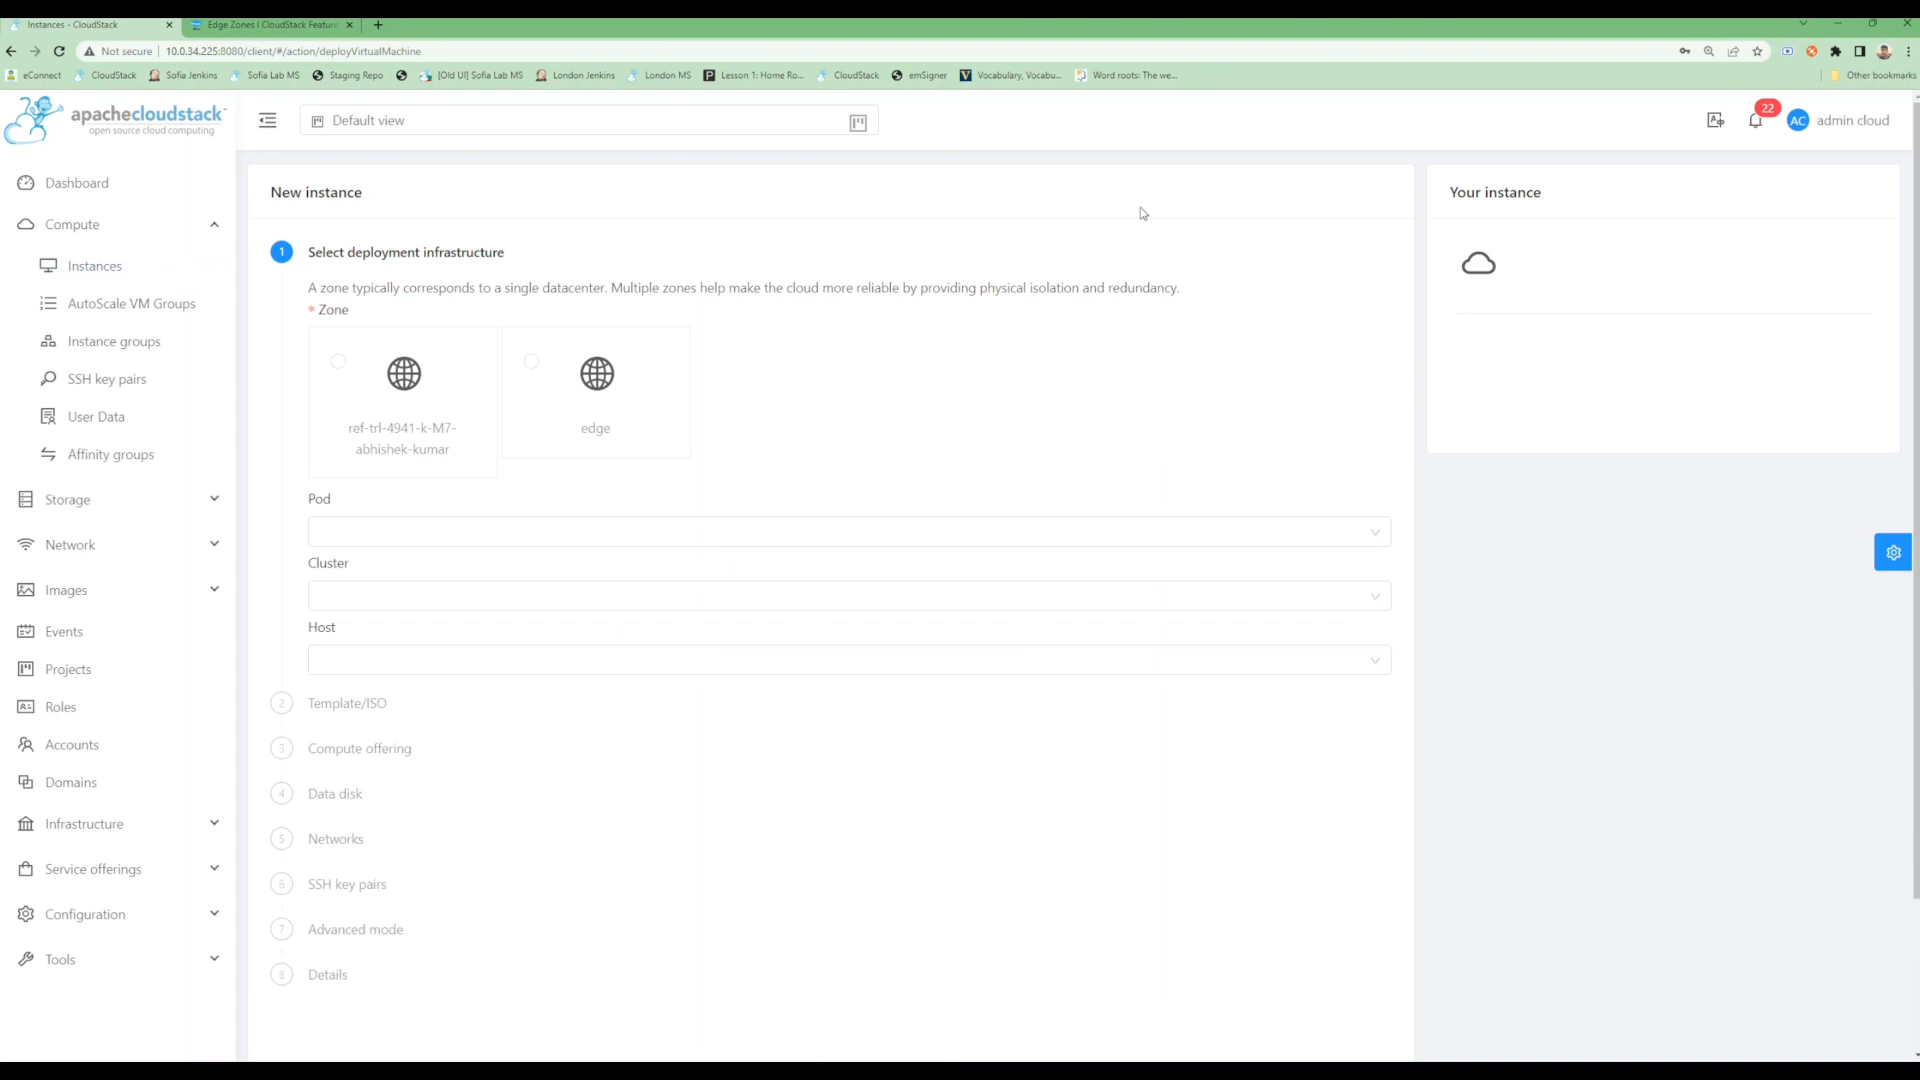 Instances - CloudStack
Edge Zones | CloudStack Feature
Not secure
10.0.34.225:8080/client/#/action/deployVirtualMachine
eConnect
CloudStack
Sofia Jenkins
Sofia Lab MS
Staging Repo
[Old UI] Sofia Lab MS
London Jenkins
London MS
Lesson 1: Home Ro...
CloudStack
emSigner
Vocabulary, Vocabu...
Word roots: The we...
Other bookmarks
apachecloudstack™
open source cloud computing
Default view
22
AC
admin cloud
Dashboard
Compute
Instances
AutoScale VM Groups
Instance groups
SSH key pairs
User Data
Affinity groups
Storage
Network
Images
Events
Projects
Roles
Accounts
Domains
Infrastructure
Service offerings
Configuration
Tools
New instance
1
Select deployment infrastructure
A zone typically corresponds to a single datacenter. Multiple zones help make the cloud more reliable by providing physical isolation and redundancy.
* Zone
ref-trl-4941-k-M7-
abhishek-kumar
edge
Pod
Cluster
Host
2 Template/ISO
3 Compute offering
4 Data disk
5 Networks
6 SSH key pairs
7 Advanced mode
8 Details
Your instance